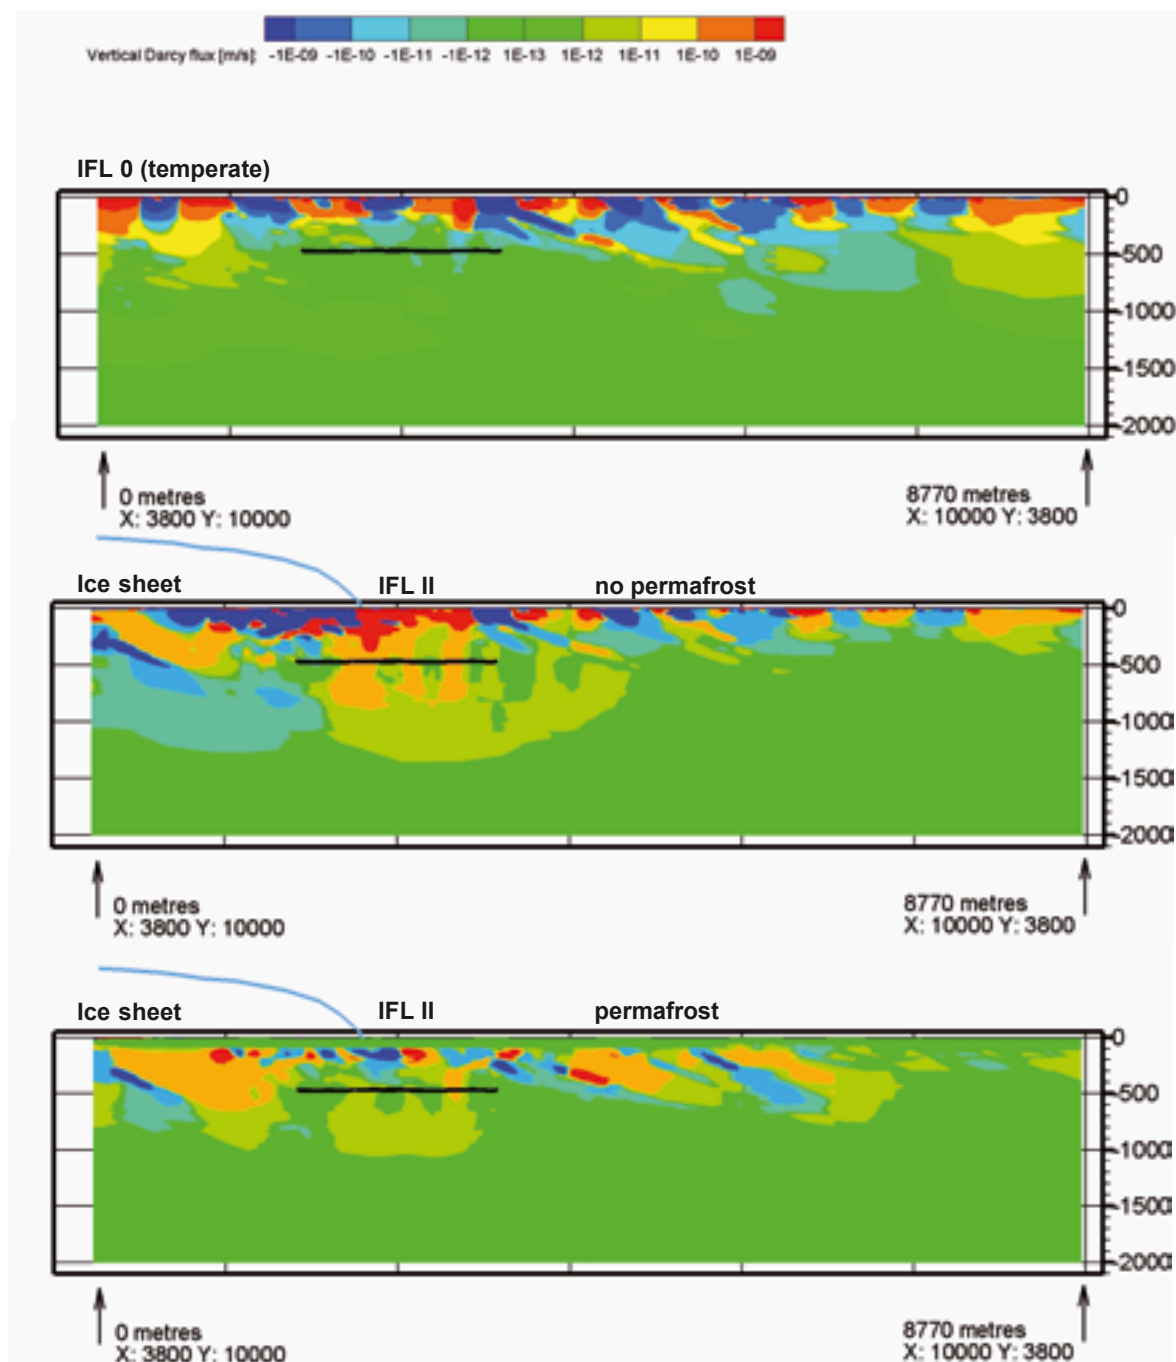 Vertical Darcy flux [m/s]: -1E-09 -1E-10 -1E-11 -1E-12 1E-13 1E-12 1E-11 1E-10 1E-09
IFL 0 (temperate)
0
-500
-1000
-1500
-2000
0 metres
X: 3800 Y: 10000
8770 metres
X: 10000 Y: 3800
Ice sheet IFL II no permafrost
0
-500
-1000
-1500
-2000
0 metres
X: 3800 Y: 10000
8770 metres
X: 10000 Y: 3800
Ice sheet IFL II permafrost
0
-500
-1000
-1500
-2000
0 metres
X: 3800 Y: 10000
8770 metres
X: 10000 Y: 3800